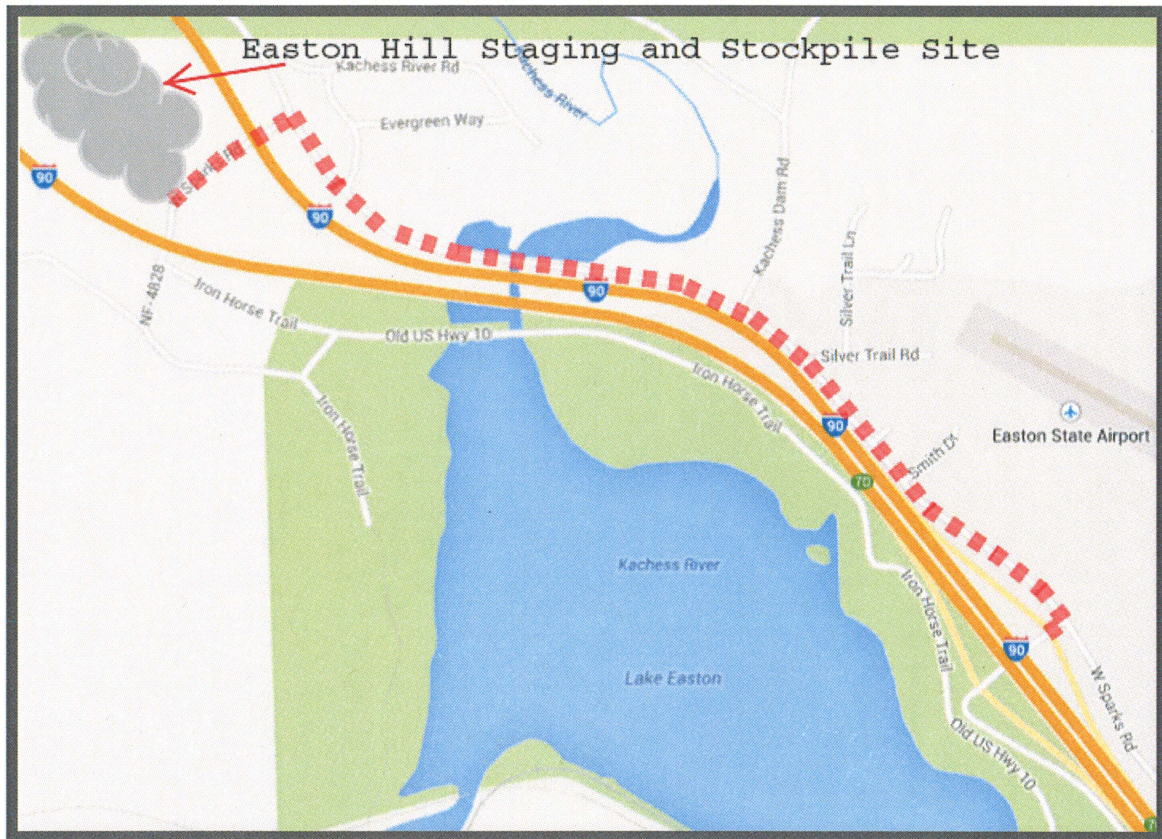 Easton Hill Staging and Stockpile Site
Kachess River Rd
Kachess River
Evergreen Way
90
W Sparks Rd
90
Kachess Dam Rd
Silver Trail Ln
NF-4828
Iron Horse Trail
90
Old US Hwy 10
Silver Trail Rd
Iron Horse Trail
Iron Horse Trail
90
Easton State Airport
Smith Dr
70
Kachess River
Iron Horse Trail
90
Lake Easton
W Sparks Rd
Old US Hwy 10